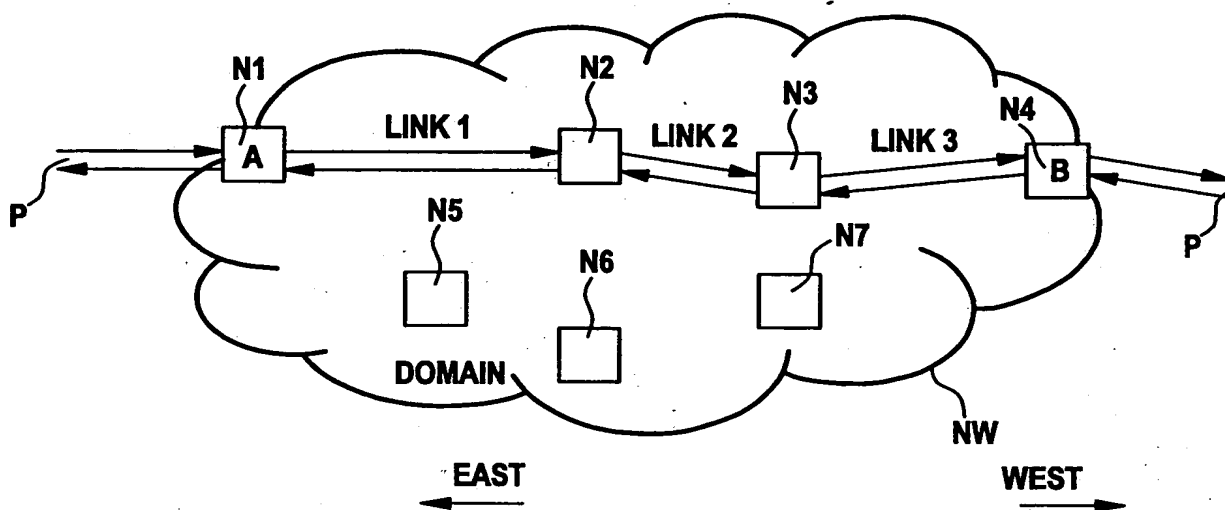 N1
N2
N3
N4
LINK 1
LINK 2
LINK 3
A
B
P
P
N5
N6
N7
DOMAIN
NW
EAST
WEST